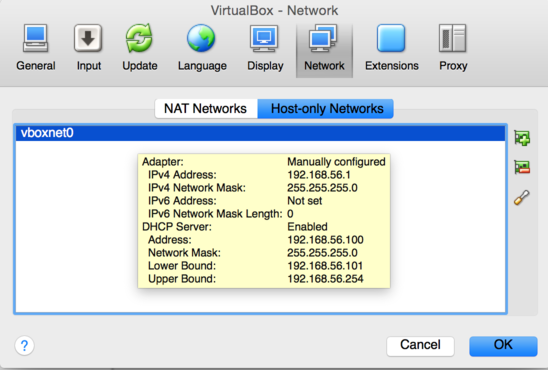 VirtualBox - Network
General Input Update Language Display Network Extensions Proxy
NAT Networks Host-only Networks
vboxnet0
Adapter: Manually configured
IPv4 Address: 192.168.56.1
IPv4 Network Mask: 255.255.255.0
IPv6 Address: Not set
IPv6 Network Mask Length: 0
DHCP Server: Enabled
Address: 192.168.56.100
Network Mask: 255.255.255.0
Lower Bound: 192.168.56.101
Upper Bound: 192.168.56.254
? Cancel OK